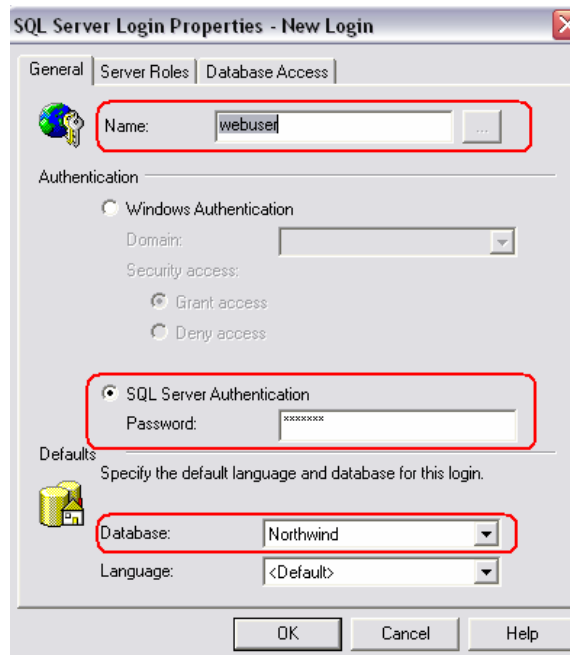 SQL Server Login Properties - New Login
General Server Roles Database Access
Name: webuser ...
Authentication
Windows Authentication
Domain:
Security access:
Grant access
Deny access
SQL Server Authentication
Password: *******
Defaults
Specify the default language and database for this login.
Database: Northwind
Language: <Default>
OK Cancel Help